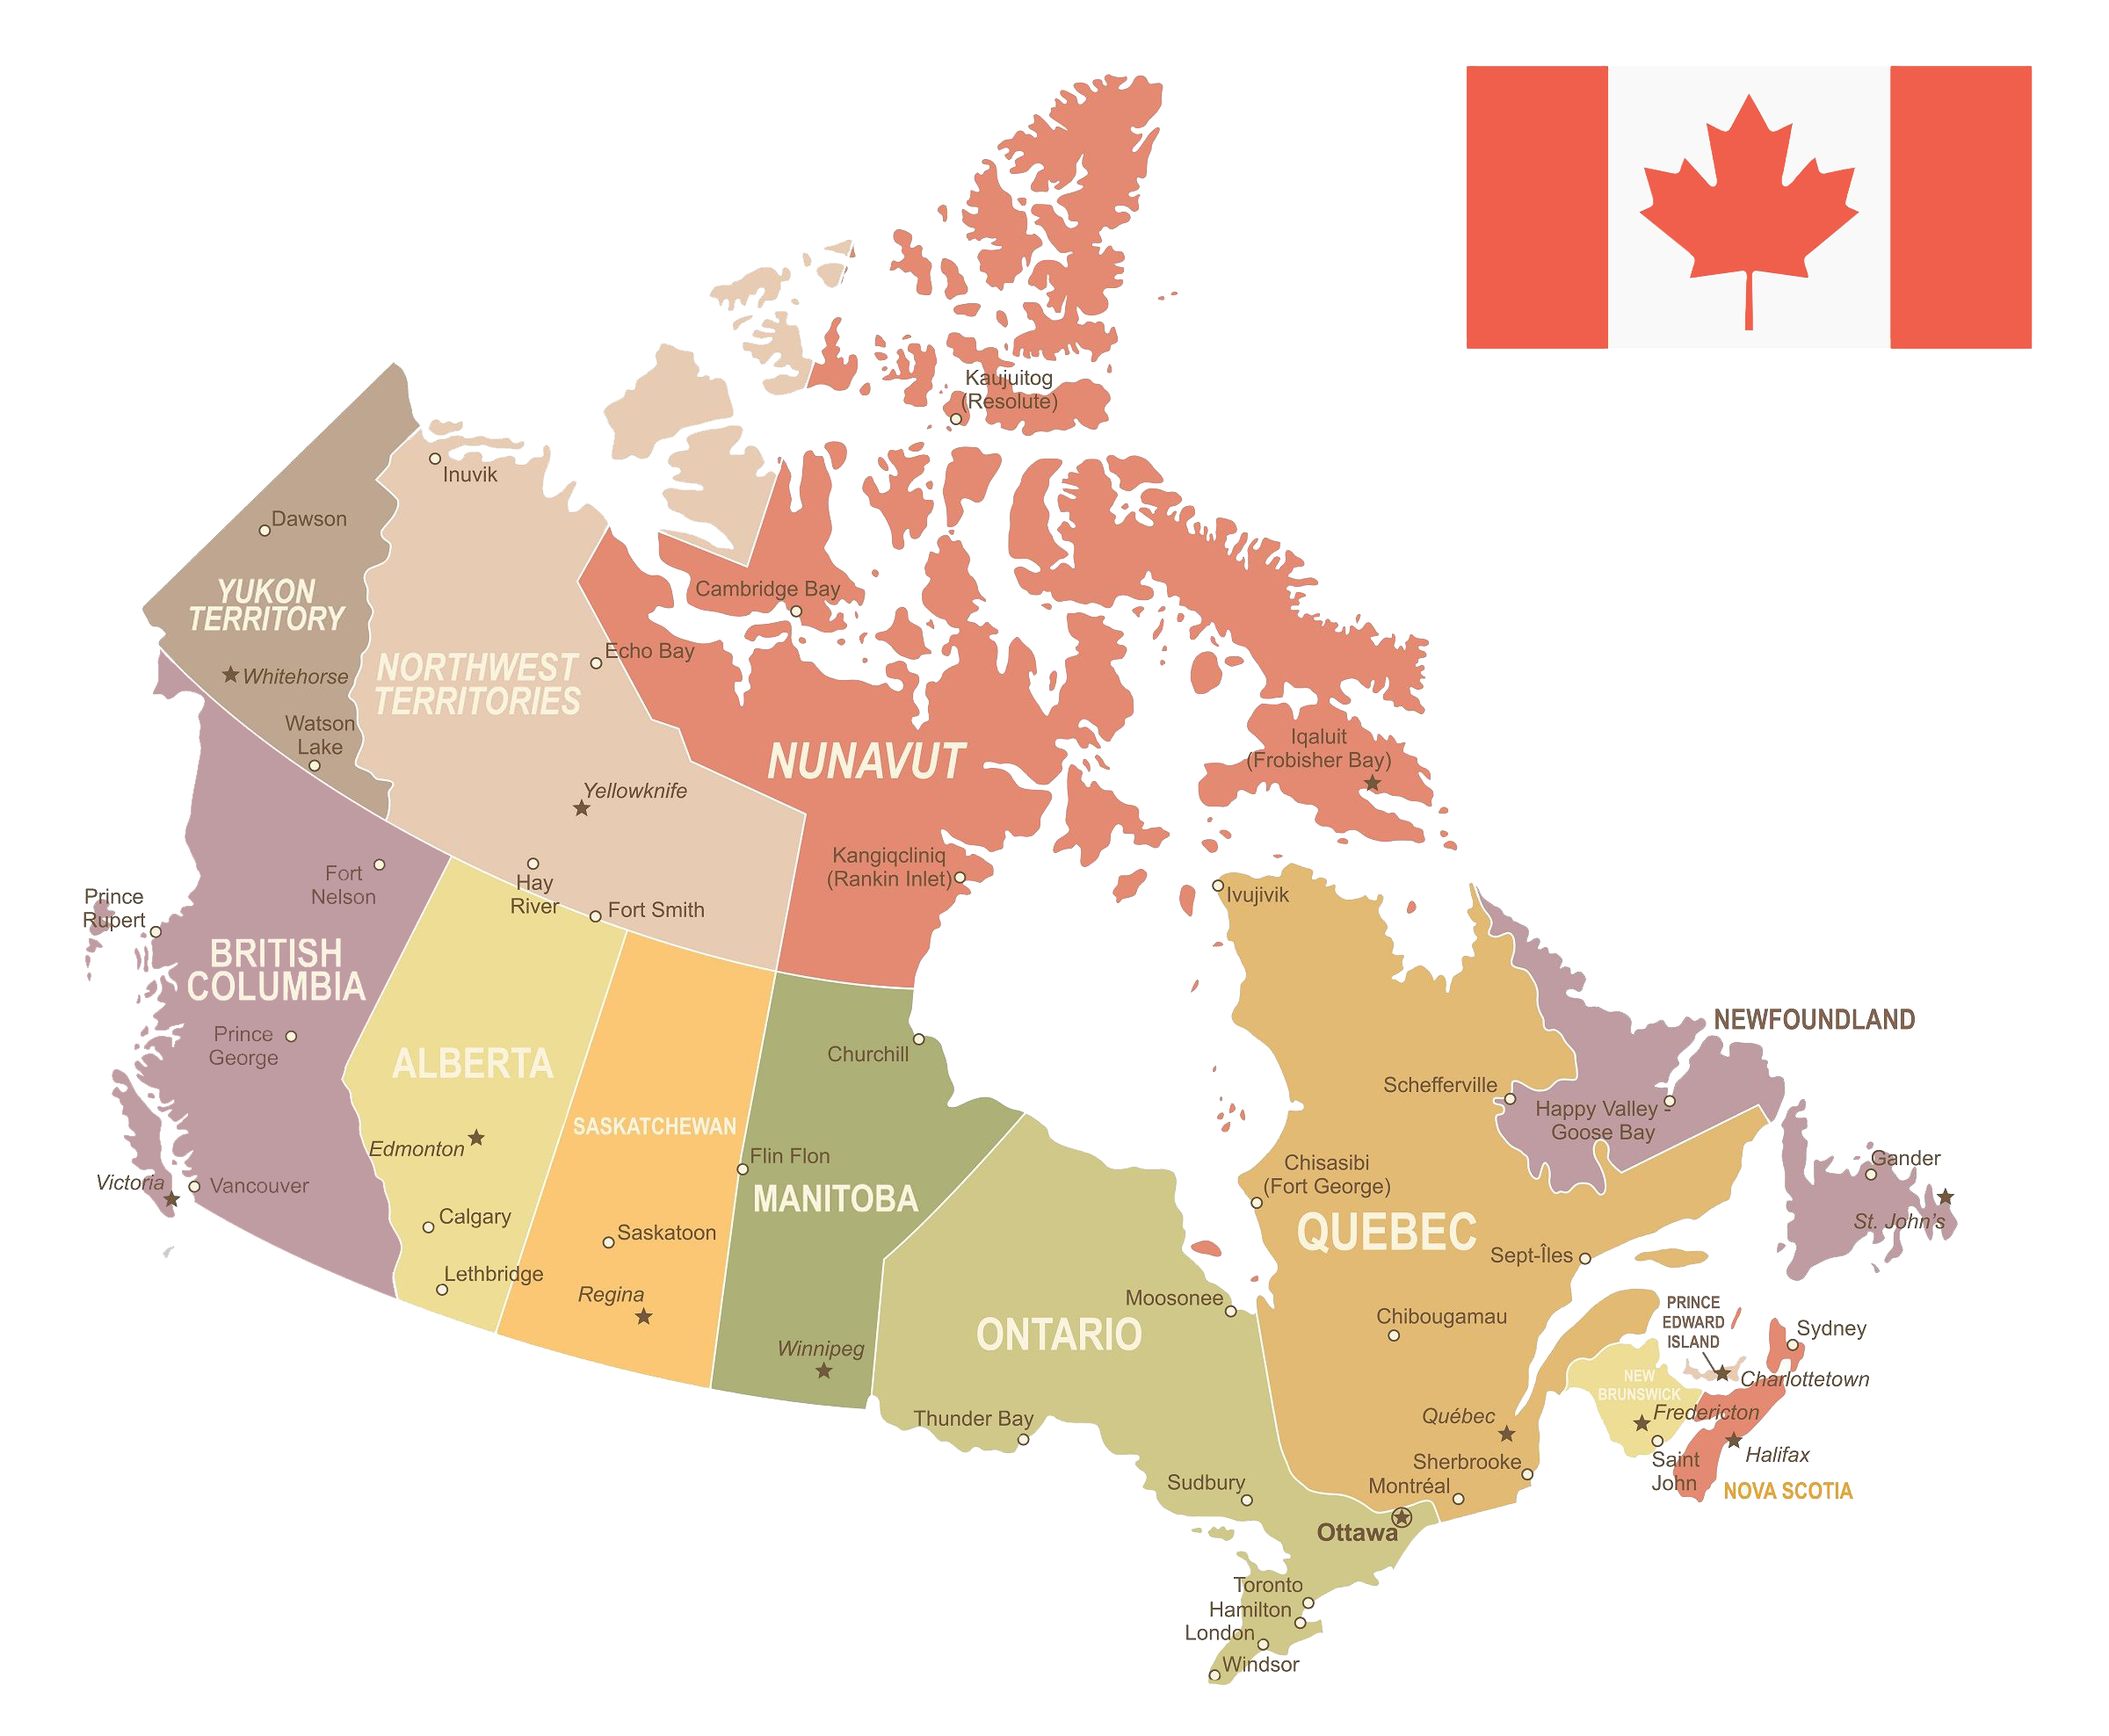 Kaujuitog
(Resolute)
Inuvik
Dawson
YUKON
TERRITORY
Cambridge Bay
Echo Bay
NORTHWEST
TERRITORIES
Whitehorse
Watson
Lake
NUNAVUT
Iqaluit
(Frobisher Bay)
Yellowknife
Kangiqcliniq
(Rankin Inlet)
Fort
Nelson
Hay
River
Fort Smith
Ivujivik
Prince
Rupert
BRITISH
COLUMBIA
Prince
George
ALBERTA
Churchill
NEWFOUNDLAND
Schefferville
Happy Valley -
Goose Bay
SASKATCHEWAN
Edmonton
Flin Flon
MANITOBA
Chisasibi
(Fort George)
QUEBEC
Gander
St. John's
Victoria
Vancouver
Calgary
Saskatoon
Lethbridge
Regina
Sept-Îles
Moosonee
Chibougamau
PRINCE
EDWARD
ISLAND
Sydney
ONTARIO
Winnipeg
Charlottetown
NEW
BRUNSWICK
Fredericton
Thunder Bay
Québec
Halifax
Saint
John
NOVA SCOTIA
Sherbrooke
Montréal
Sudbury
Ottawa
Toronto
Hamilton
London
Windsor